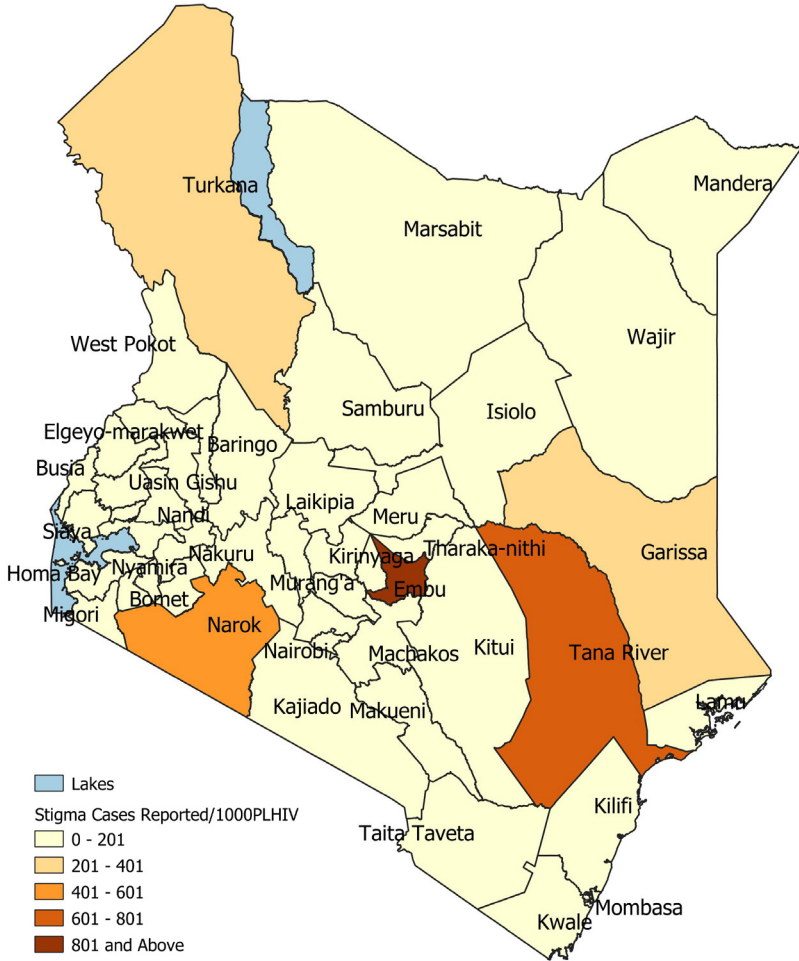 Turkana
Mandera
Marsabit
Wajir
West Pokot
Samburu
Isiolo
Elgeyo-marakwet
Baringo
Busia
Uasin Gishu
Laikipia
Nandi
Meru
Siaya
Tharaka-nithi
Nakuru
Kirinyaga
Garissa
Homa Bay
Nyamira
Murang'a
Embu
Bomet
Migori
Narok
Nairobi
Machakos
Kitui
Tana River
Kajiado
Makueni
Lamu
Kilifi
Taita Taveta
Mombasa
Kwale
Lakes
Stigma Cases Reported/1000PLHIV
0 - 201
201 - 401
401 - 601
601 - 801
801 and Above